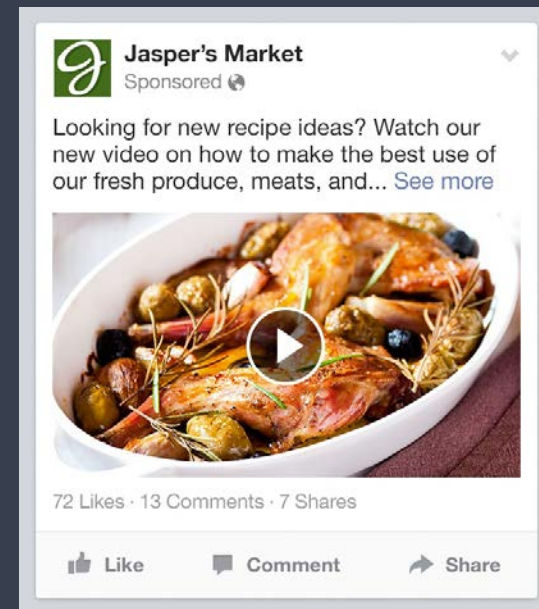 Jasper's Market
Sponsored
Looking for new recipe ideas? Watch our
new video on how to make the best use of
our fresh produce, meats, and... See more
72 Likes · 13 Comments · 7 Shares
Like Comment Share